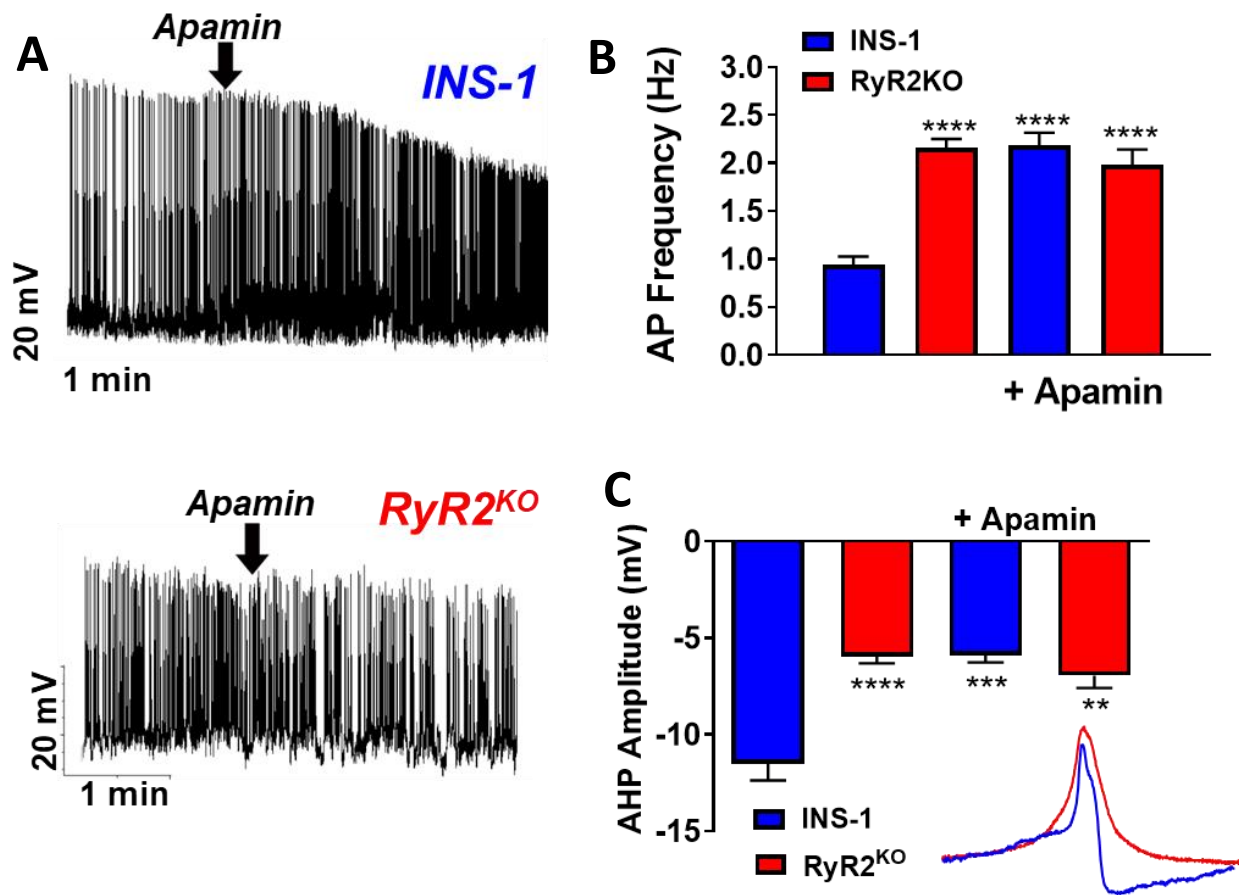 A
Apamin
INS-1
20 mV
1 min
Apamin
RyR2KO
20 mV
1 min
B
INS-1
RyR2KO
AP Frequency (Hz)
3.0
2.5
2.0
1.5
1.0
0.5
0.0
****
****
****
+ Apamin
C
+ Apamin
AHP Amplitude (mV)
0
-5
-10
-15
****
***
**
INS-1
RyR2KO